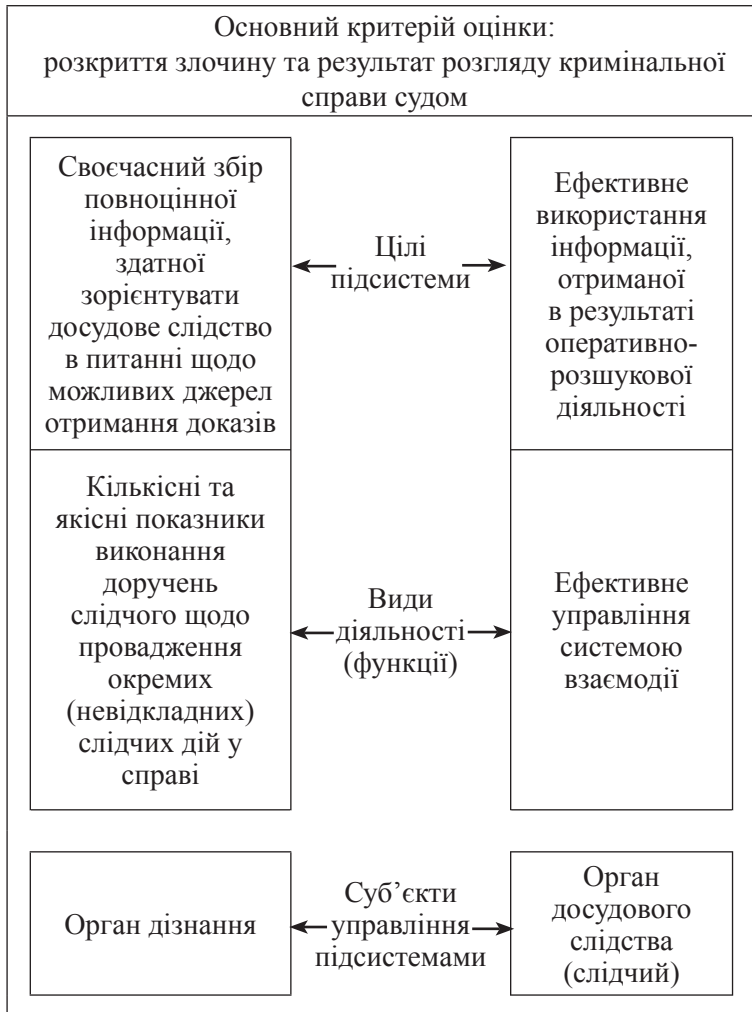 Основний критерій оцінки:
розкриття злочину та результат розгляду кримінальної
справи судом
Своєчасний збір
повноцінної
інформації,
здатної
зорієнтувати
досудове слідство
в питанні щодо
можливих джерел
отримання доказів
Цілі
підсистеми
Ефективне
використання
інформації,
отриманої
в результаті
оперативно-
розшукової
діяльності
Кількісні та
якісні показники
виконання
доручень
слідчого щодо
провадження
окремих
(невідкладних)
слідчих дій у
справі
Види
діяльності
(функції)
Ефективне
управління
системою
взаємодії
Орган дізнання
Суб’єкти
управління
підсистемами
Орган
досудового
слідства
(слідчий)